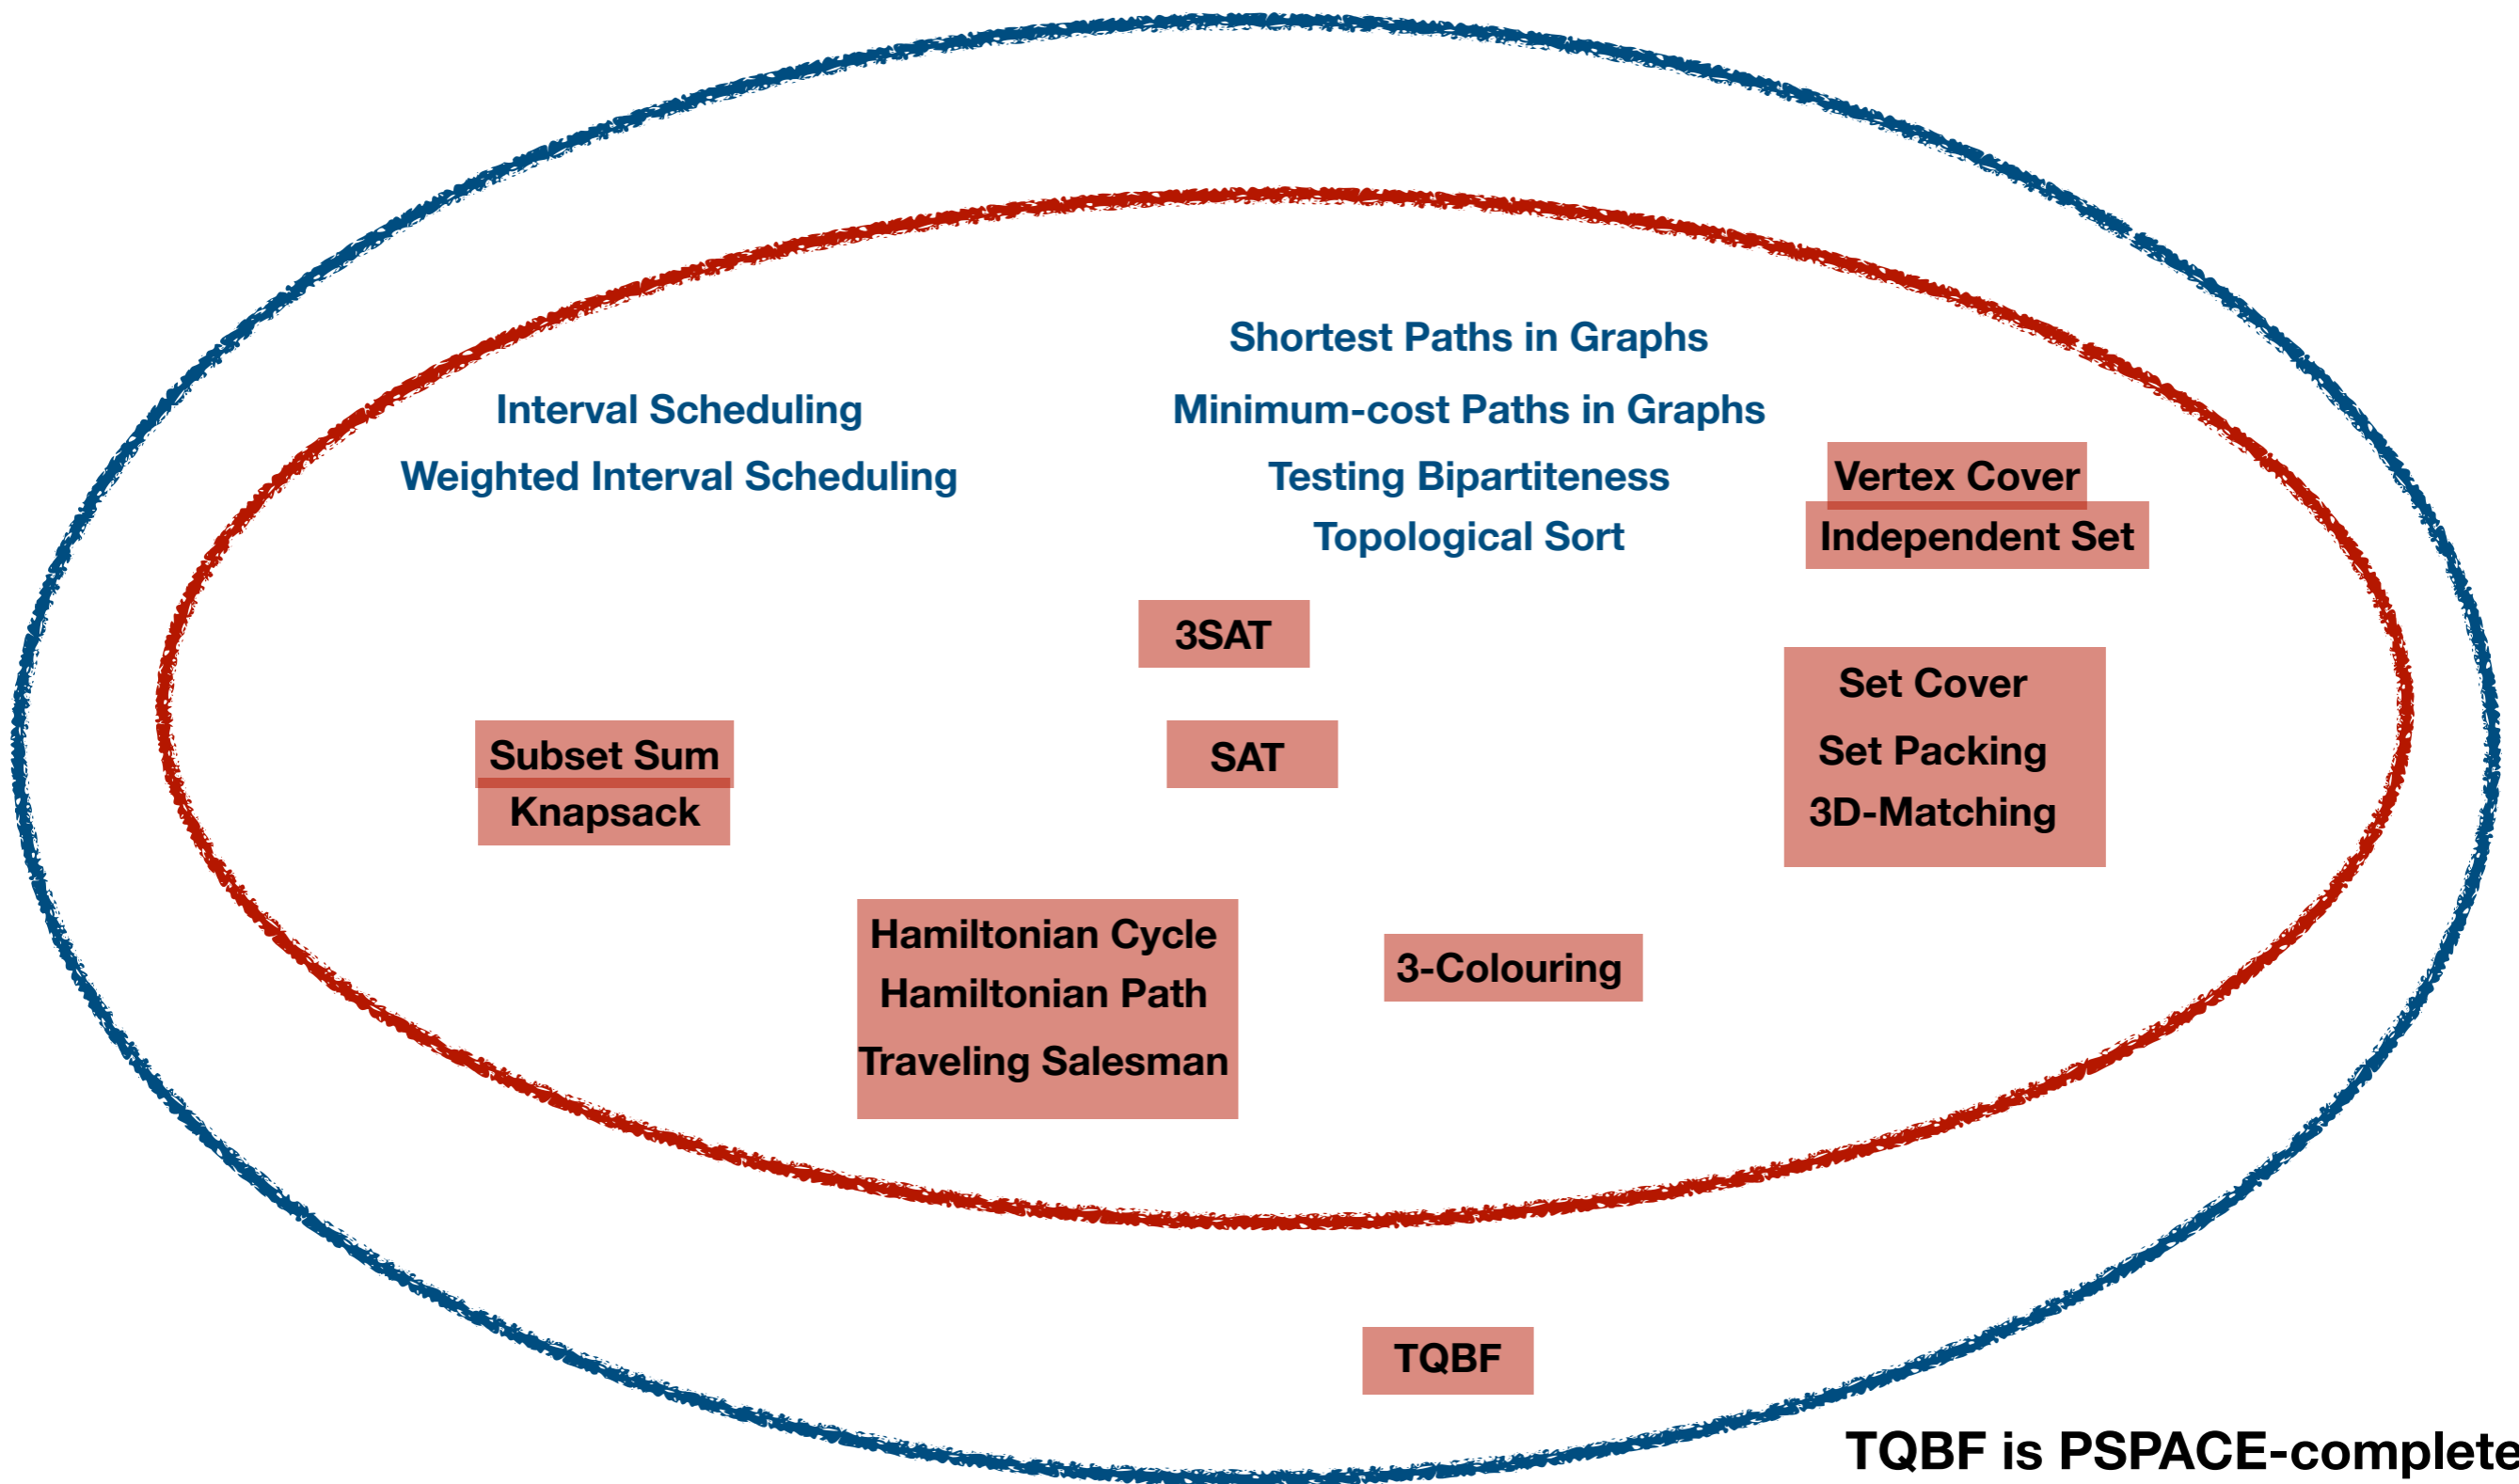 Shortest Paths in Graphs
Interval Scheduling
Minimum-cost Paths in Graphs
Weighted Interval Scheduling
Testing Bipartiteness
Vertex Cover
Topological Sort
Independent Set
3SAT
Set Cover
Subset Sum
SAT
Set Packing
Knapsack
3D-Matching
Hamiltonian Cycle
3-Colouring
Hamiltonian Path
Traveling Salesman
TQBF
TQBF is PSPACE-complete